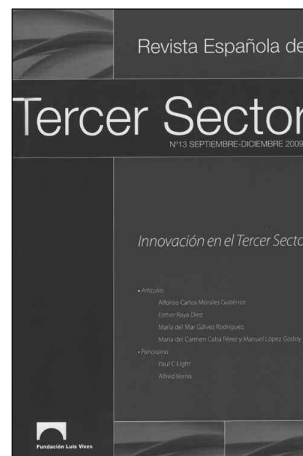 Revista Española de
Tercer Sector
Nº13 SEPTIEMBRE-DICIEMBRE 2009
Innovación en el Tercer Secto
• Artículos
Alfonso Carlos Morales Gutiérrez
Esther Raya Díez
María del Mar Gálvez Rodríguez
María del Carmen Caba Pérez y Manuel López Godoy
• Panorama
Paul C Light
Alfred Vernis
Fundación Luis Vives